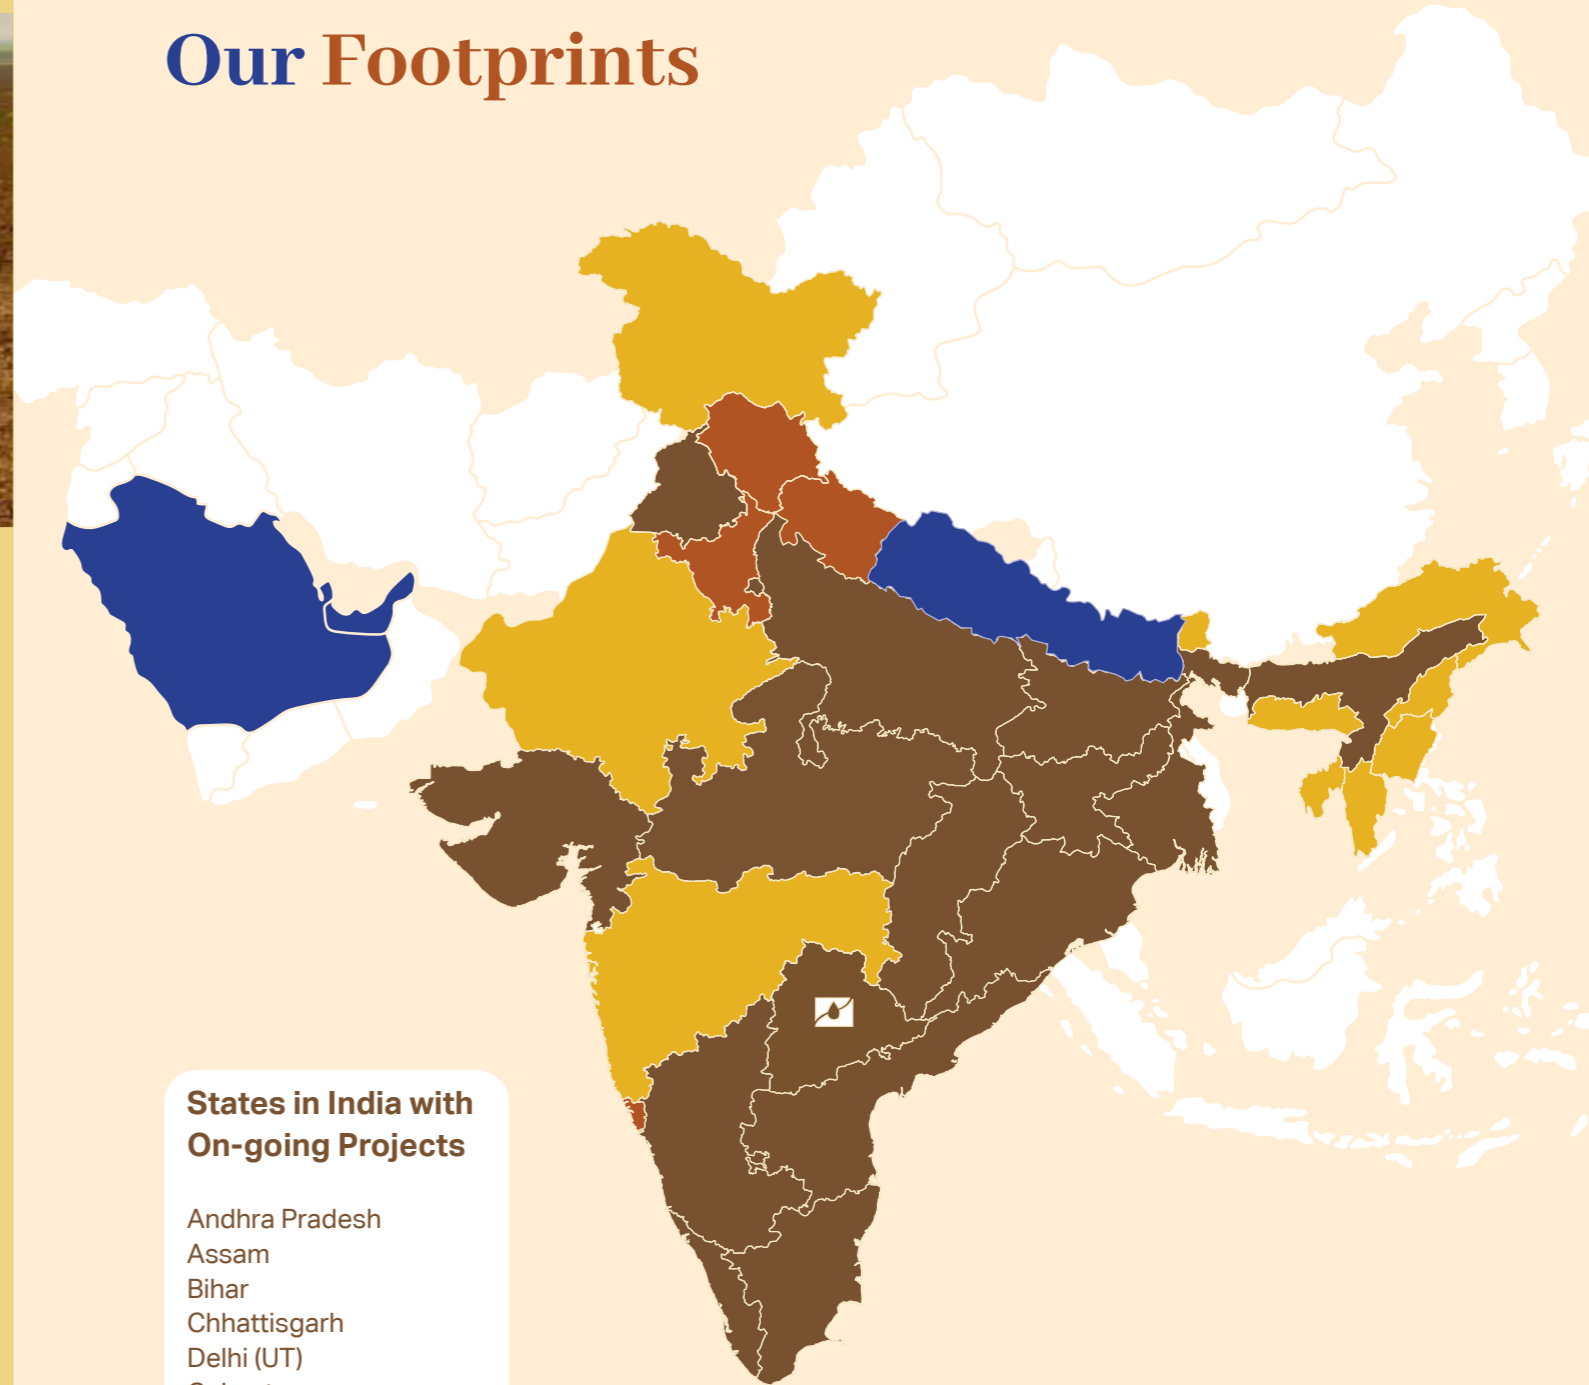 Our Footprints
States in India with
On-going Projects
Andhra Pradesh
Assam
Bihar
Chhattisgarh
Delhi (UT)